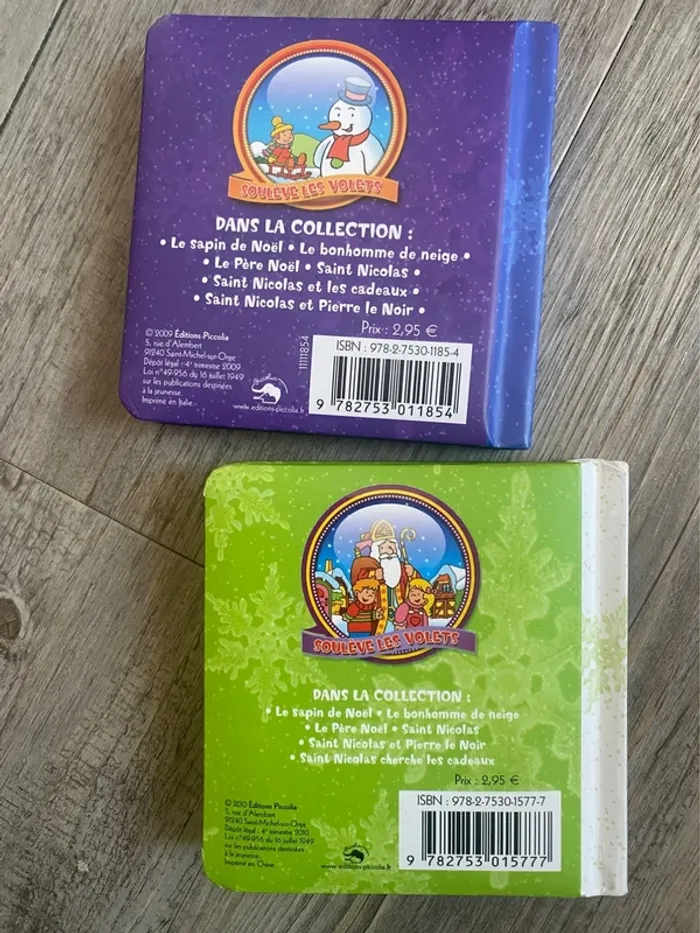 SOULÈVE LES VOLETS
DANS LA COLLECTION :
• Le sapin de Noël • Le bonhomme de neige •
• Le Père Noël • Saint Nicolas •
• Saint Nicolas et les cadeaux •
• Saint Nicolas et Pierre le Noir •
Prix : 2,95 €
© 2009 Éditions Piccolia
5, rue d'Alembert
91240 Saint-Michel-sur-Orge
Dépôt légal : 4e trimestre 2009
Loi n°49-956 du 16 juillet 1949
sur les publications destinées
à la jeunesse.
Imprimé en Italie.
www.editions-piccolia.fr
11111854
ISBN : 978-2-7530-1185-4
9 782753 011854
SOULÈVE LES VOLETS
DANS LA COLLECTION :
• Le sapin de Noël • Le bonhomme de neige
• Le Père Noël • Saint Nicolas
• Saint Nicolas et Pierre le Noir
• Saint Nicolas cherche les cadeaux
Prix : 2,95 €
© 2010 Éditions Piccolia
5, rue d'Alembert
91240 Saint-Michel-sur-Orge
Dépôt légal : 4e trimestre 2010
Loi n°49-956 du 16 juillet 1949
sur les publications destinées
à la jeunesse.
Imprimé en Chine.
www.editions-piccolia.fr
ISBN : 978-2-7530-1577-7
9 782753 015777